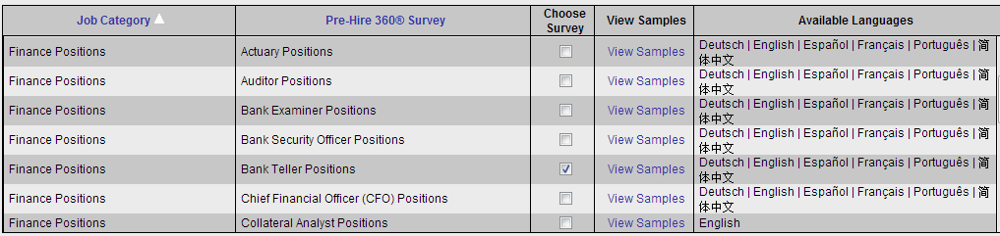 Job Category Pre-Hire 360® Survey Choose Survey View Samples Available Languages
Finance Positions Actuary Positions View Samples Deutsch | English | Español | Français | Português | 简
体中文
Finance Positions Auditor Positions View Samples Deutsch | English | Español | Français | Português | 简
体中文
Finance Positions Bank Examiner Positions View Samples Deutsch | English | Español | Français | Português | 简
体中文
Finance Positions Bank Security Officer Positions View Samples Deutsch | English | Español | Français | Português | 简
体中文
Finance Positions Bank Teller Positions View Samples Deutsch | English | Español | Français | Português | 简
体中文
Finance Positions Chief Financial Officer (CFO) Positions View Samples Deutsch | English | Español | Français | Português | 简
体中文
Finance Positions Collateral Analyst Positions View Samples English